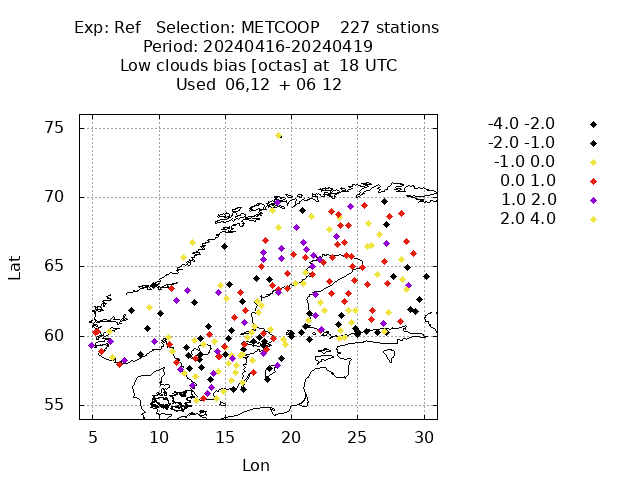 Exp: Ref   Selection: METCOOP    227 stations
Period: 20240416-20240419
Low clouds bias [octas] at  18 UTC
Used  06,12  + 06 12
-4.0 -2.0
-2.0 -1.0
-1.0 0.0
0.0 1.0
1.0 2.0
2.0 4.0
Lat
75
70
65
60
55
5 10 15 20 25 30
Lon